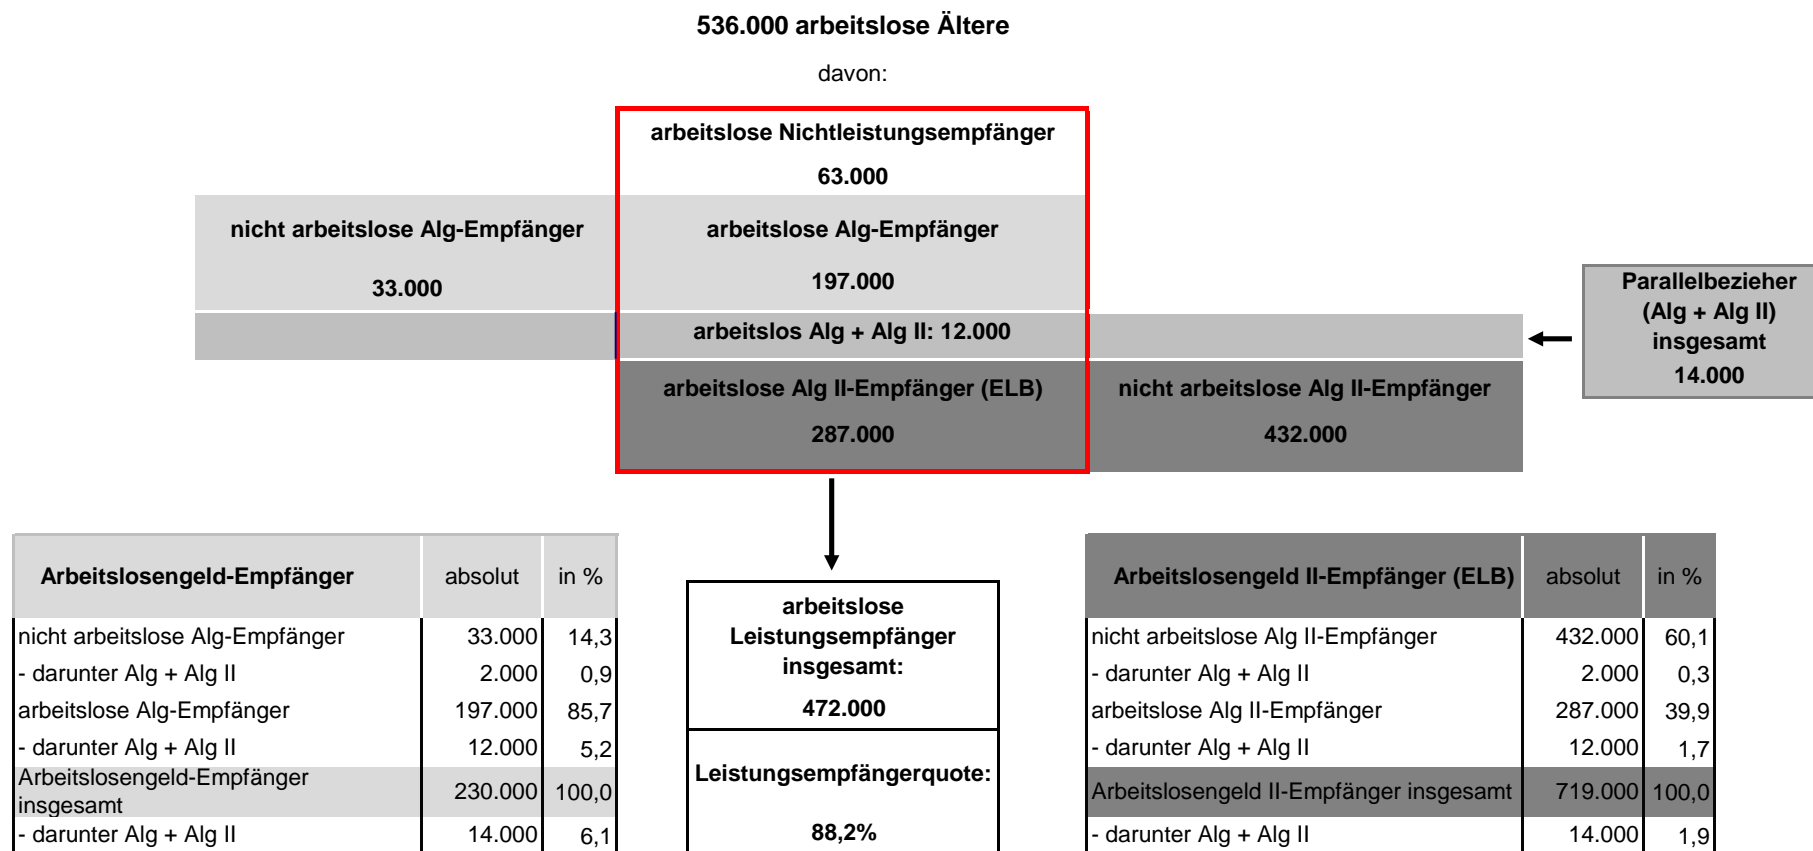 536.000 arbeitslose Ältere
davon:
arbeitslose Nichtleistungsempfänger
63.000
nicht arbeitslose Alg-Empfänger
33.000
arbeitslose Alg-Empfänger
197.000
arbeitslos Alg + Alg II: 12.000
Parallelbezieher
(Alg + Alg II)
insgesamt
14.000
arbeitslose Alg II-Empfänger (ELB)
287.000
nicht arbeitslose Alg II-Empfänger
432.000
Arbeitslosengeld-Empfänger absolut in %
nicht arbeitslose Alg-Empfänger 33.000 14,3
- darunter Alg + Alg II 2.000 0,9
arbeitslose Alg-Empfänger 197.000 85,7
- darunter Alg + Alg II 12.000 5,2
Arbeitslosengeld-Empfänger
insgesamt 230.000 100,0
- darunter Alg + Alg II 14.000 6,1
arbeitslose
Leistungsempfänger
insgesamt:
472.000
Leistungsempfängerquote:
88,2%
Arbeitslosengeld II-Empfänger (ELB) absolut in %
nicht arbeitslose Alg II-Empfänger 432.000 60,1
- darunter Alg + Alg II 2.000 0,3
arbeitslose Alg II-Empfänger 287.000 39,9
- darunter Alg + Alg II 12.000 1,7
Arbeitslosengeld II-Empfänger insgesamt 719.000 100,0
- darunter Alg + Alg II 14.000 1,9